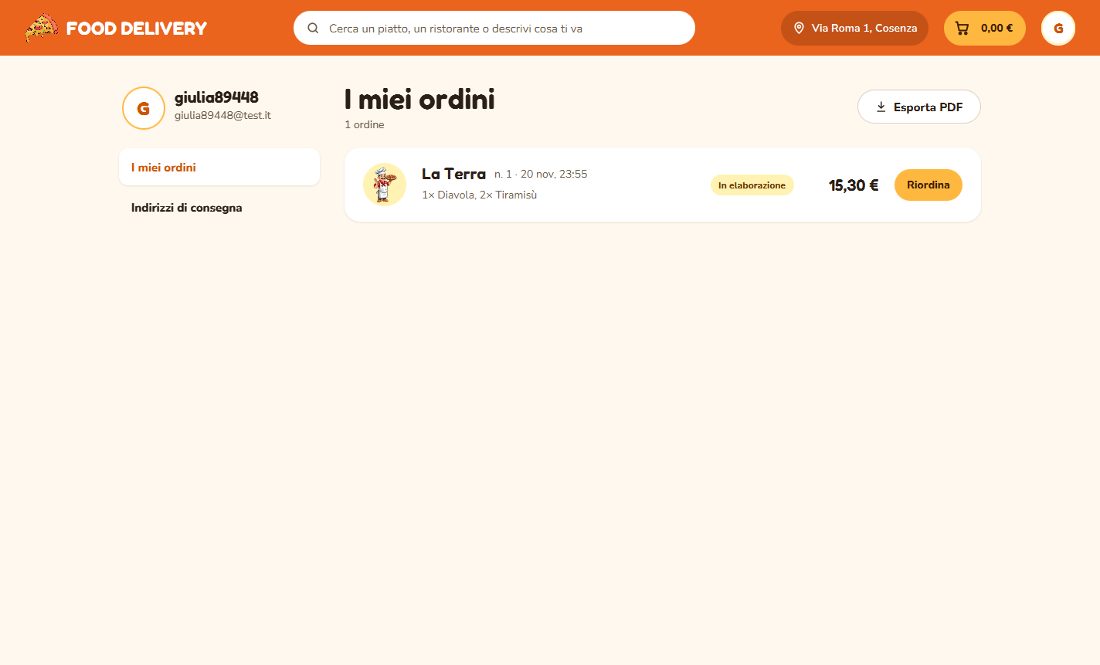 FOOD DELIVERY
Cerca un piatto, un ristorante o descrivi cosa ti va
Via Roma 1, Cosenza
0,00 €
G
G
giulia89448
giulia89448@test.it
I miei ordini
Indirizzi di consegna
I miei ordini
1 ordine
Esporta PDF
La Terra n. 1 · 20 nov, 23:55
1× Diavola, 2× Tiramisù
In elaborazione
15,30 €
Riordina